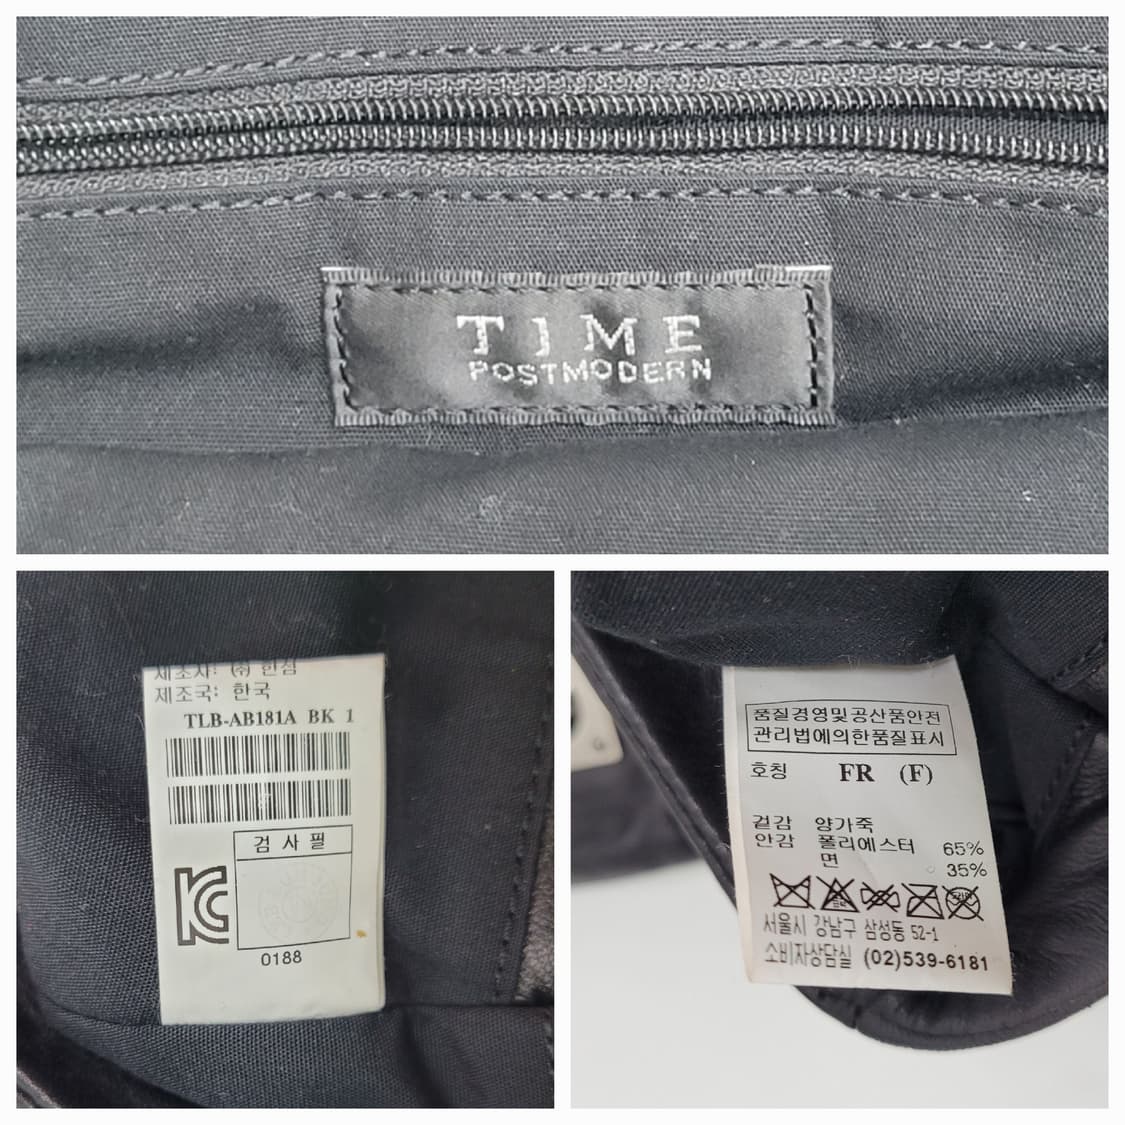 TIME
POSTMODERN
제조사: (주) 한섬
제조국: 한국
TLB-AB181A BK 1
검사필
KC
0188
품질경영및공산품안전
관리법에의한품질표시
호칭 FR (F)
겉감 양가죽
안감 폴리에스터 65%
면 35%
서울시 강남구 삼성동 52-1
소비자상담실 (02)539-6181